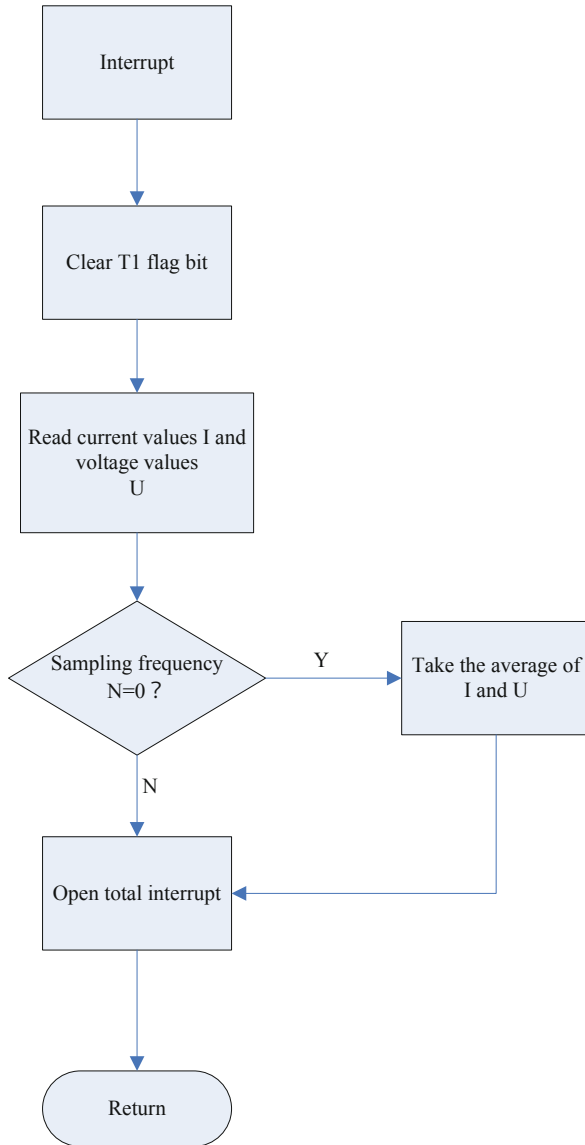 Interrupt
Clear T1 flag bit
Read current values I and
voltage values
U
Sampling frequency
N=0？
Y
Take the average of
I and U
N
Open total interrupt
Return